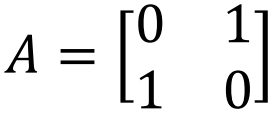 A = [0 1
1 0]